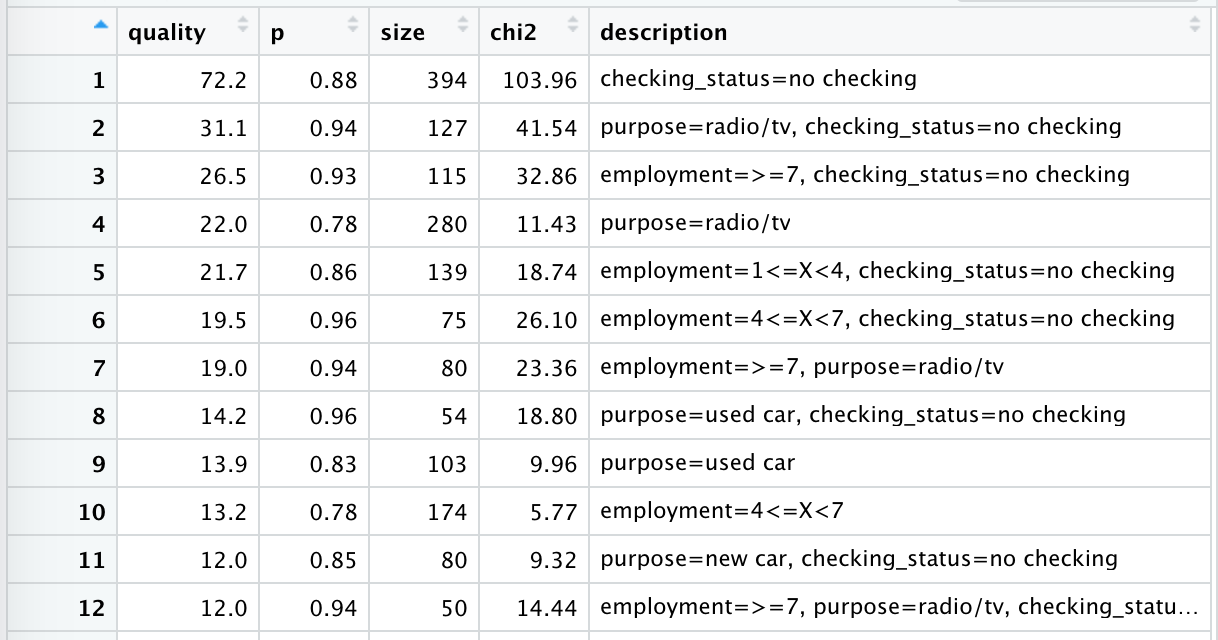 quality p size chi2 description
1 72.2 0.88 394 103.96 checking_status=no checking
2 31.1 0.94 127 41.54 purpose=radio/tv, checking_status=no checking
3 26.5 0.93 115 32.86 employment=>=7, checking_status=no checking
4 22.0 0.78 280 11.43 purpose=radio/tv
5 21.7 0.86 139 18.74 employment=1<=X<4, checking_status=no checking
6 19.5 0.96 75 26.10 employment=4<=X<7, checking_status=no checking
7 19.0 0.94 80 23.36 employment=>=7, purpose=radio/tv
8 14.2 0.96 54 18.80 purpose=used car, checking_status=no checking
9 13.9 0.83 103 9.96 purpose=used car
10 13.2 0.78 174 5.77 employment=4<=X<7
11 12.0 0.85 80 9.32 purpose=new car, checking_status=no checking
12 12.0 0.94 50 14.44 employment=>=7, purpose=radio/tv, checking_statu...